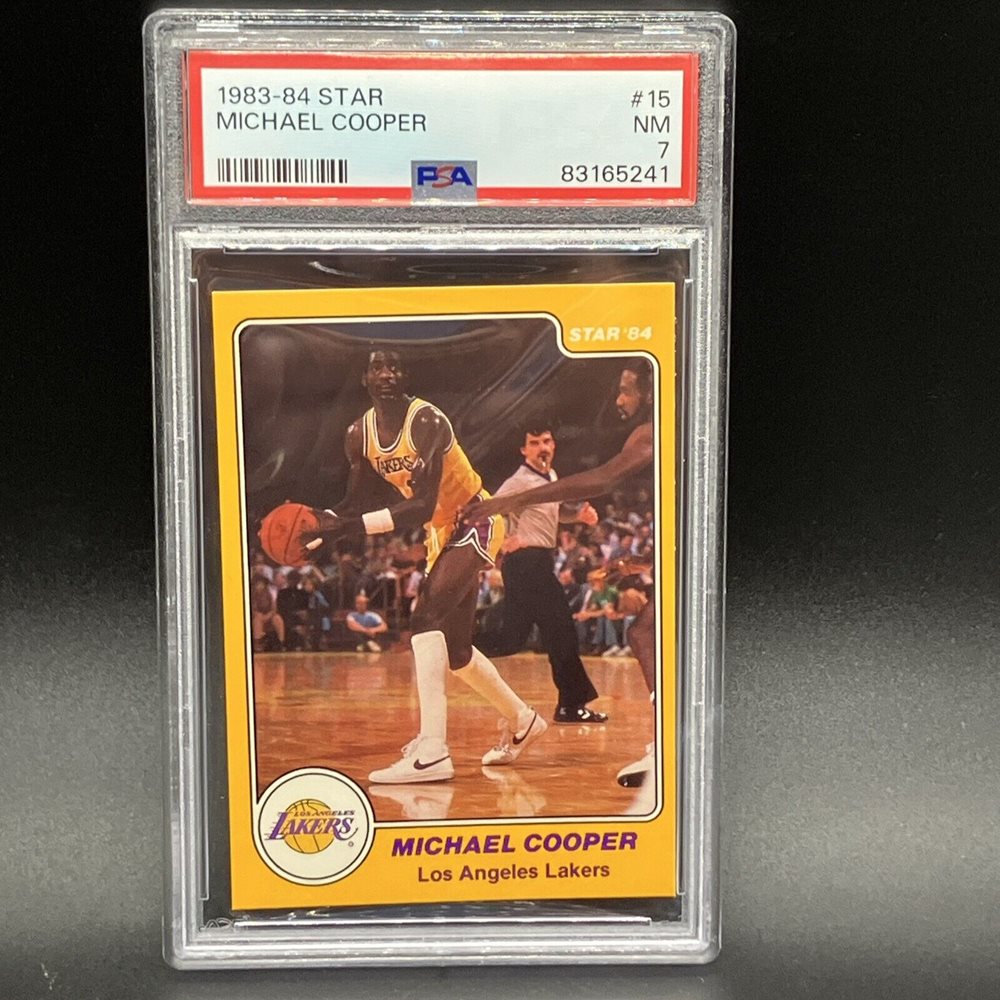 1983-84 STAR
#15
MICHAEL COOPER
NM
7
PSA
83165241
STAR '84
LAKERS
LOS ANGELES
LAKERS
MICHAEL COOPER
Los Angeles Lakers